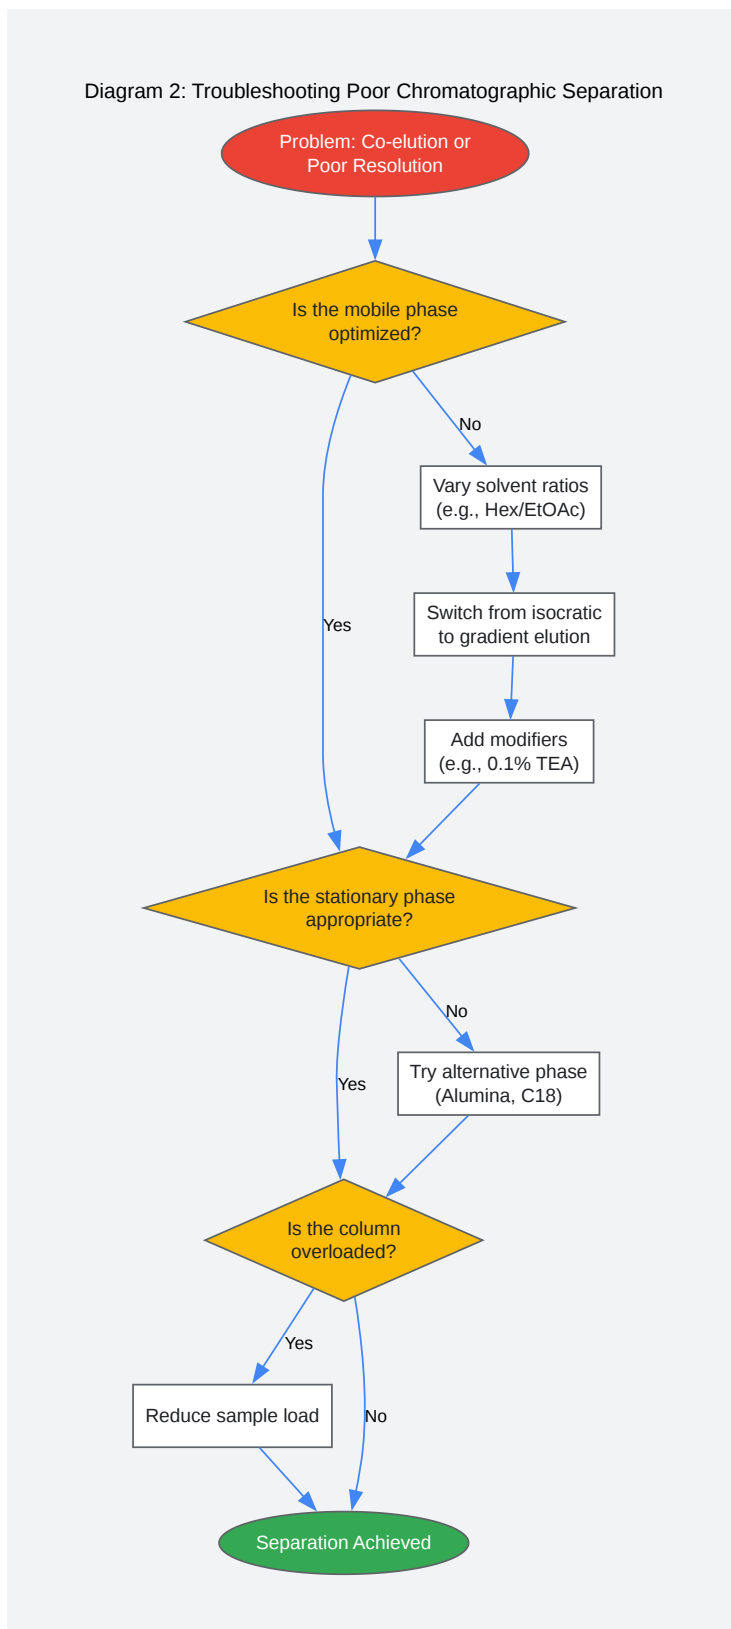 Diagram 2: Troubleshooting Poor Chromatographic Separation
Problem: Co-elution or
Poor Resolution
Is the mobile phase
optimized?
No
Vary solvent ratios
(e.g., Hex/EtOAc)
Switch from isocratic
to gradient elution
Yes
Add modifiers
(e.g., 0.1% TEA)
Is the stationary phase
appropriate?
No
Try alternative phase
(Alumina, C18)
Yes
Is the column
overloaded?
Yes
Reduce sample load
No
Separation Achieved